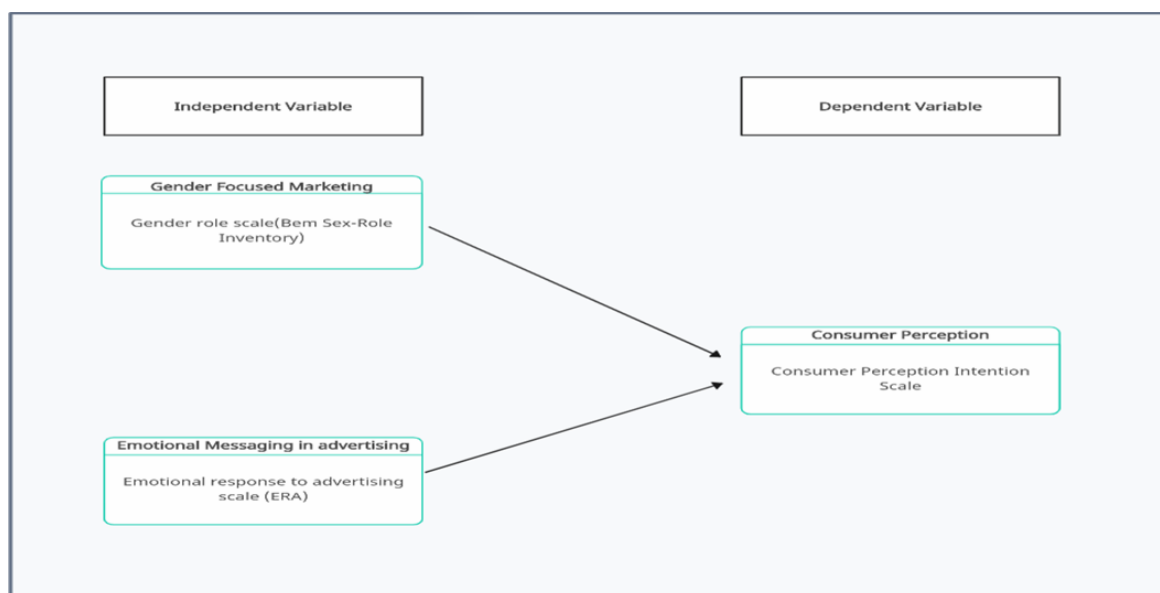 Independent Variable
Dependent Variable
Gender Focused Marketing
Gender role scale(Bem Sex-Role
Inventory)
Consumer Perception
Consumer Perception Intention
Scale
Emotional Messaging in advertising
Emotional response to advertising
scale (ERA)